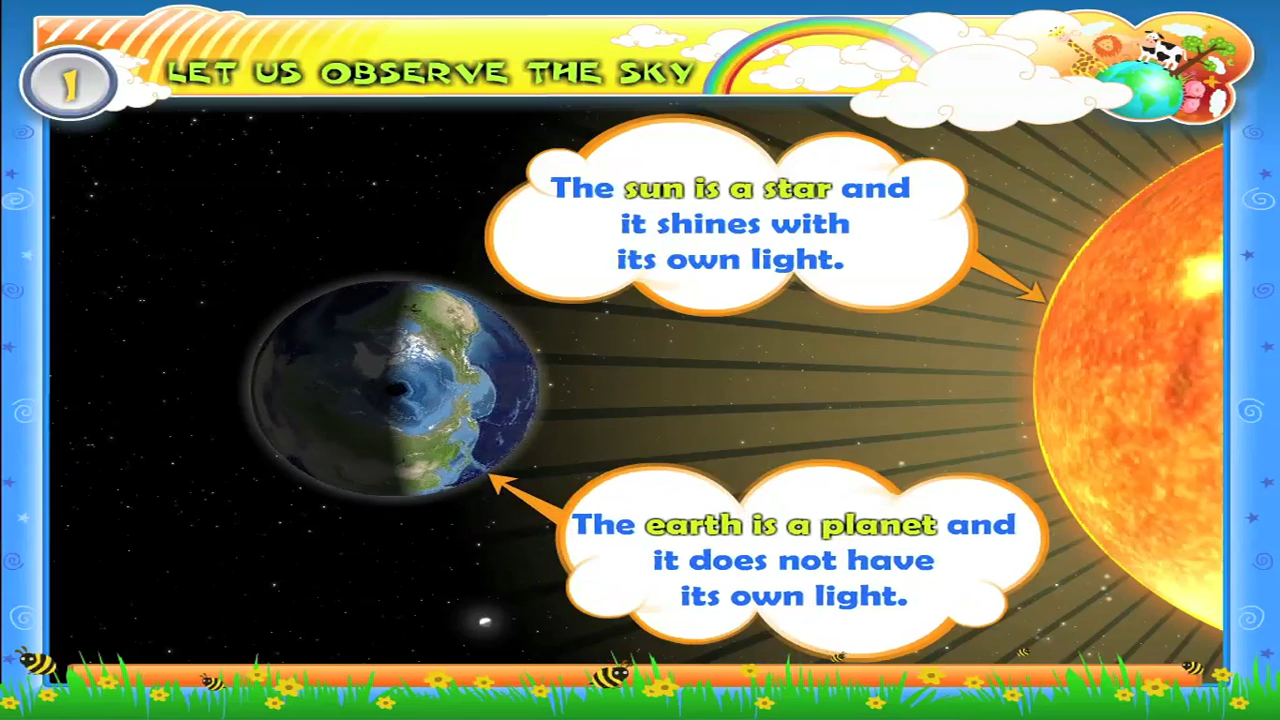 1
LET US OBSERVE THE SKY
The sun is a star and
it shines with
its own light.
The earth is a planet and
it does not have
its own light.